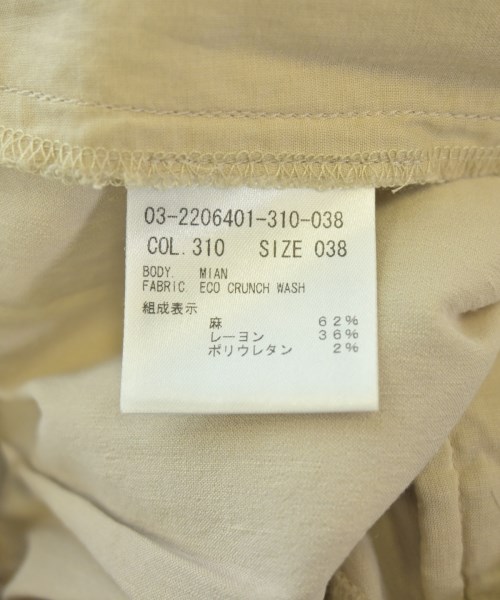 03-2206401-310-038
COL. 310 SIZE 038
BODY. MIAN
FABRIC. ECO CRUNCH WASH
組成表示
麻 62%
レーヨン 36%
ポリウレタン 2%